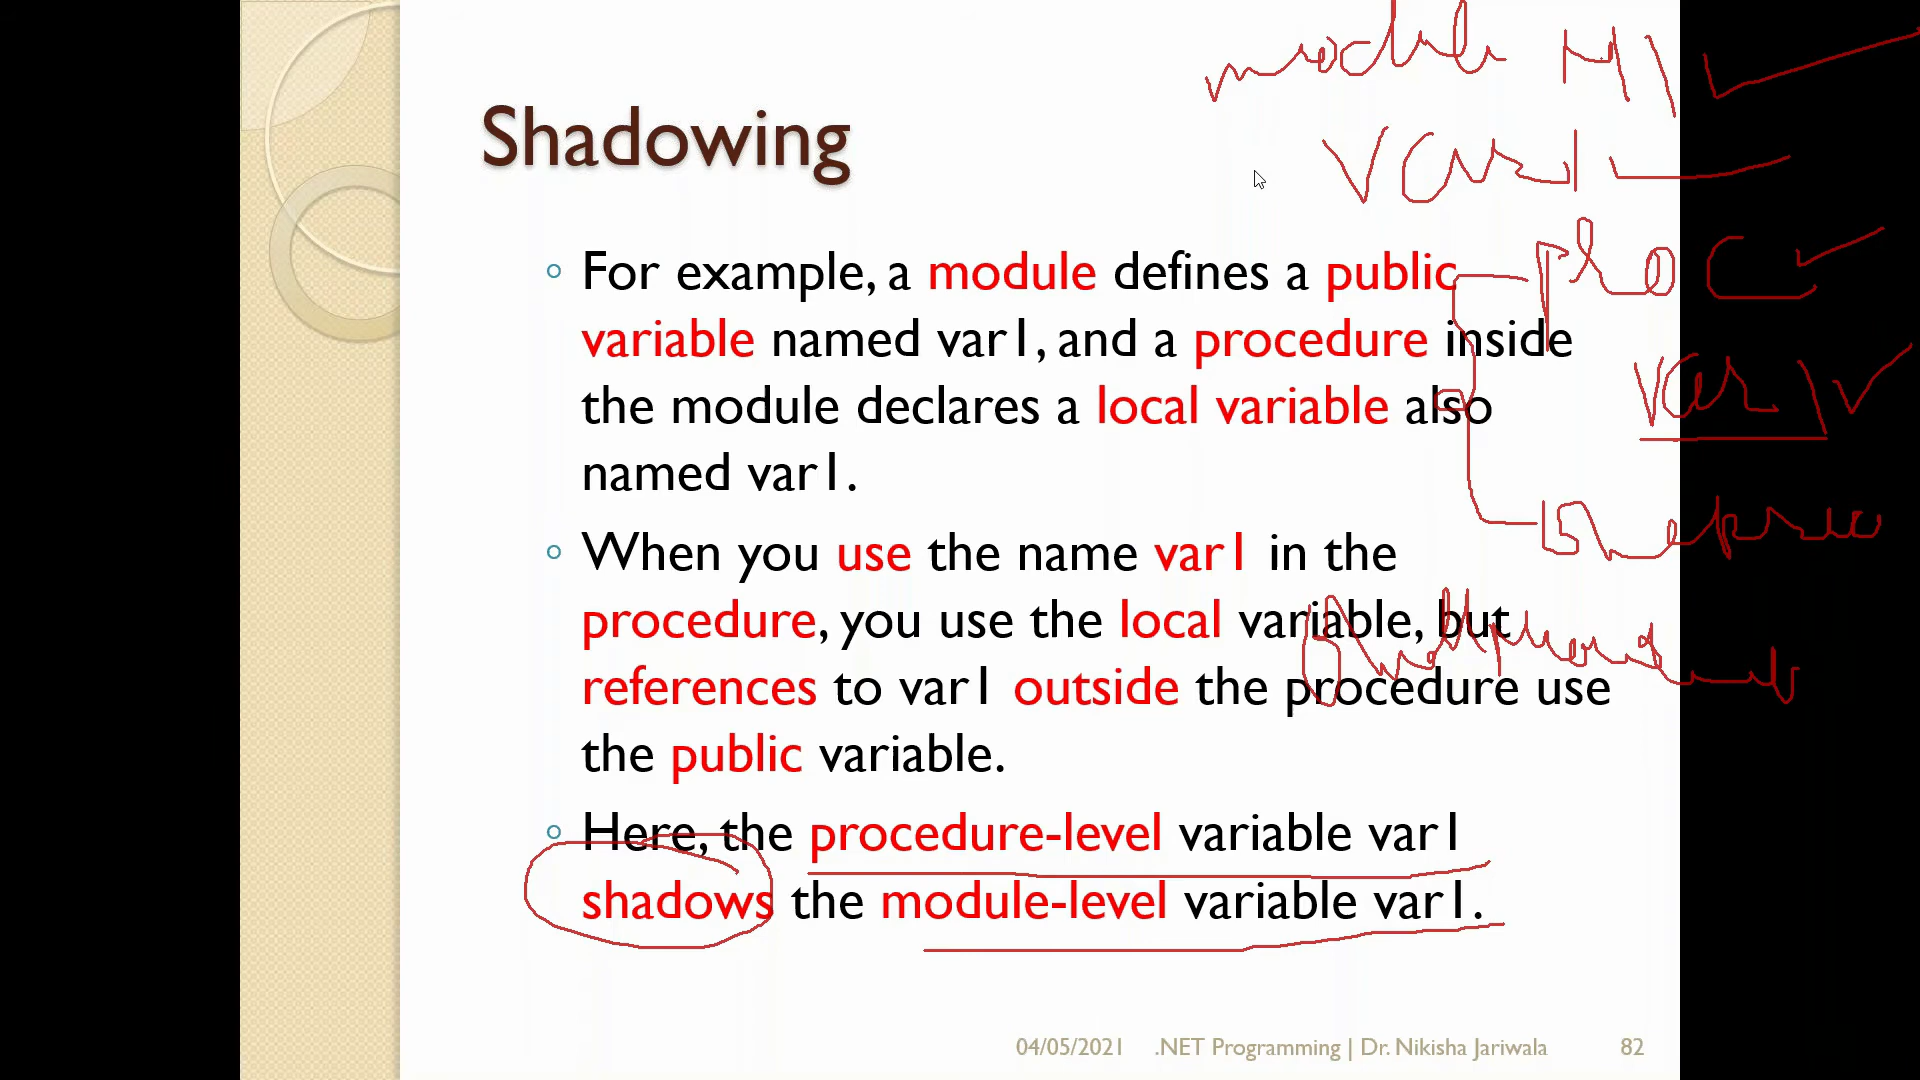 module M1
Shadowing
var1
For example, a module defines a public
proc
variable named var1, and a procedure inside
the module declares a local variable also
var1
named var1.
When you use the name var1 in the
procedure, you use the local variable, but
references to var1 outside the procedure use
the public variable.
Here, the procedure-level variable var1
shadows the module-level variable var1.
04/05/2021 .NET Programming | Dr. Nikisha Jariwala 82